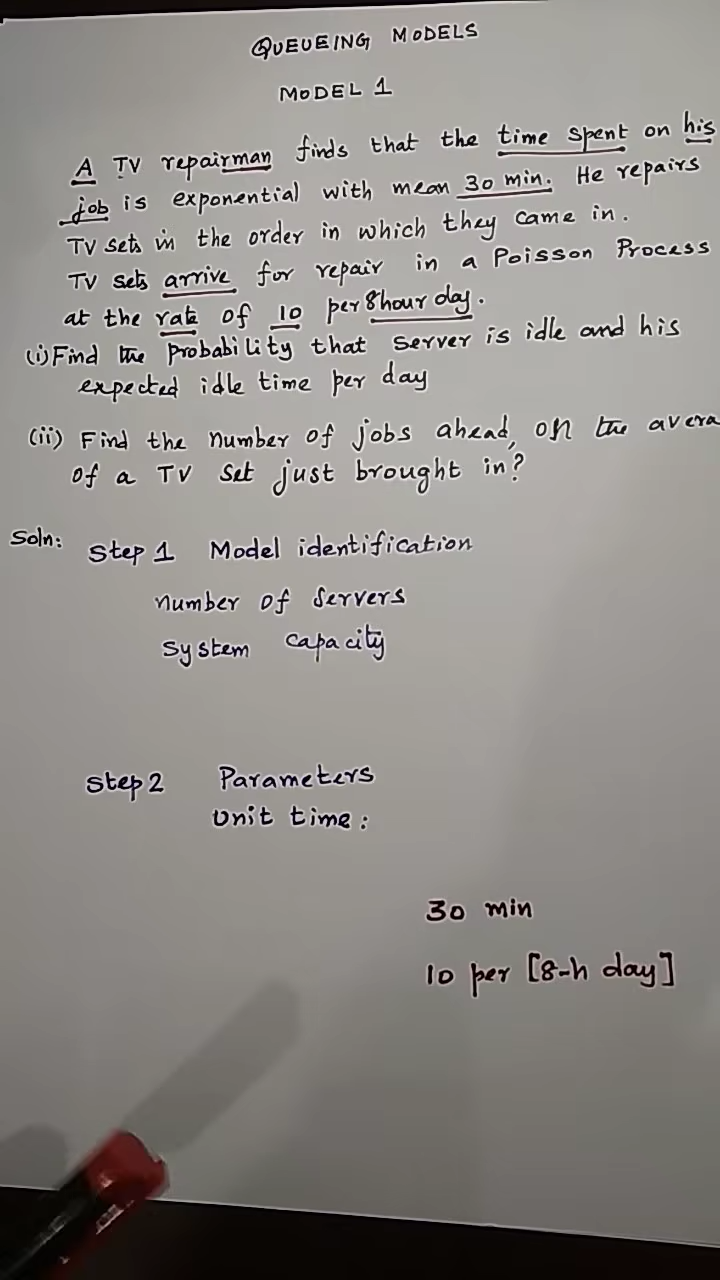 QUEUEING MODELS
MODEL 1
A TV repairman finds that the time spent on his
job is exponential with mean 30 min. He repairs
TV sets in the order in which they came in.
TV sets arrive for repair in a Poisson Process
at the rate of 10 per 8hour day.
(i) Find the Probability that server is idle and his
expected idle time per day
(ii) Find the number of jobs ahead, on the avera
of a TV set just brought in?
Soln: Step 1 Model identification
number of servers
system capacity
Step 2 Parameters
Unit time:
30 min
10 per [8-h day]